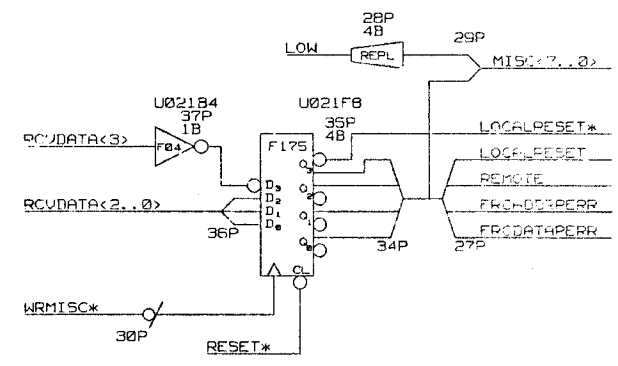 28P
4B
29P
LOW
REPL
MISC<7..0>
U021B4
37P
1B
U021F8
35P
4B
RCVDATA<3>
F04
F175
LOCALRESET*
Q3
LOCALRESET
D3
REMOTE
RCVDATA<2..0>
D2
Q2
D1
Q1
D0
FRCDATAPERR
36P
Q0
34P
27P
CL
WRMISC*
30P
RESET*